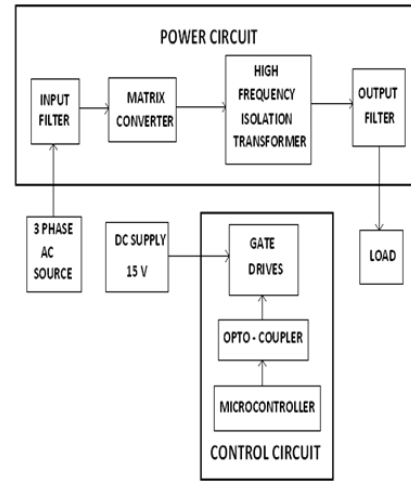 POWER CIRCUIT
INPUT
FILTER
MATRIX
CONVERTER
HIGH
FREQUENCY
ISOLATION
TRANSFORMER
OUTPUT
FILTER
3 PHASE
AC
SOURCE
DC SUPPLY
15 V
GATE
DRIVES
LOAD
OPTO - COUPLER
MICROCONTROLLER
CONTROL CIRCUIT